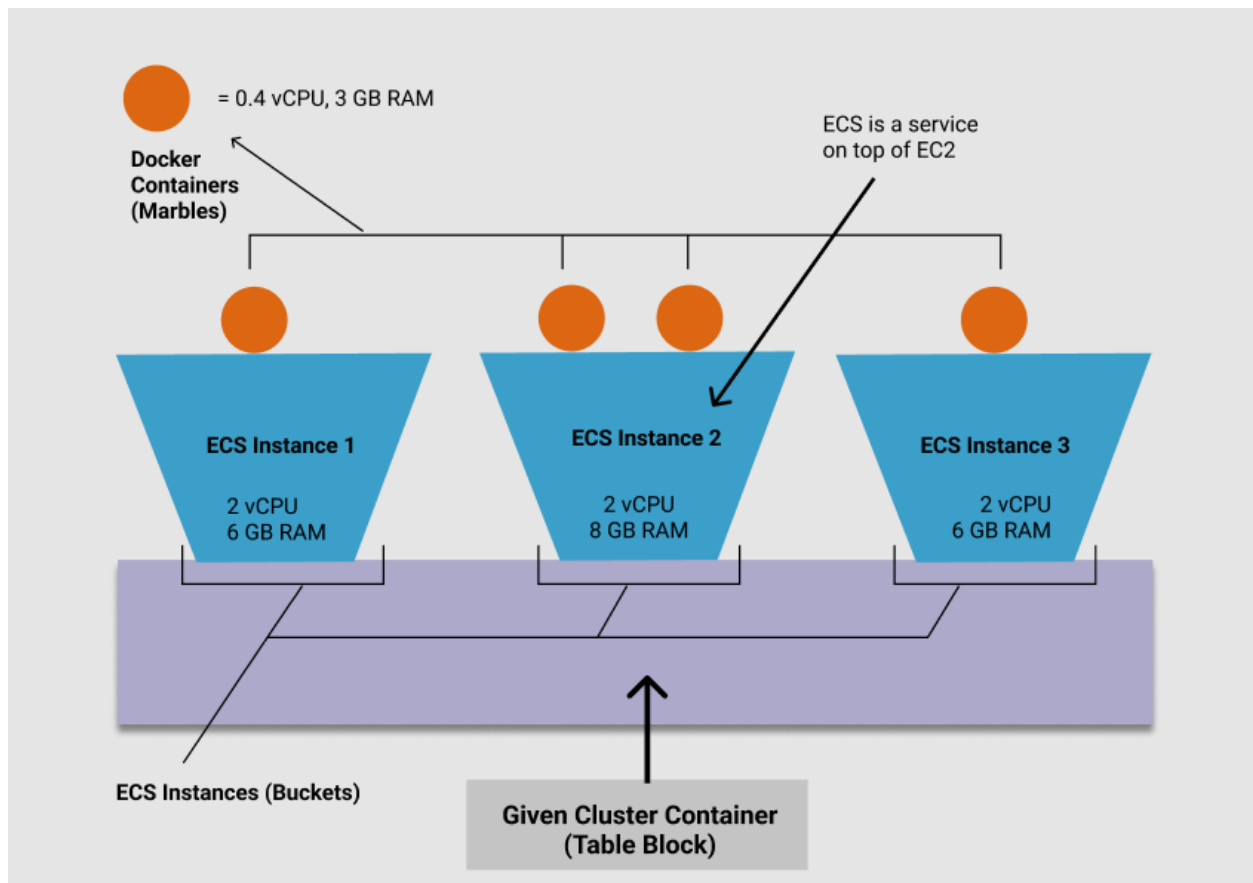 = 0.4 vCPU, 3 GB RAM
Docker
Containers
(Marbles)
ECS is a service
on top of EC2
ECS Instance 1
2 vCPU
6 GB RAM
ECS Instance 2
2 vCPU
8 GB RAM
ECS Instance 3
2 vCPU
6 GB RAM
ECS Instances (Buckets)
Given Cluster Container
(Table Block)